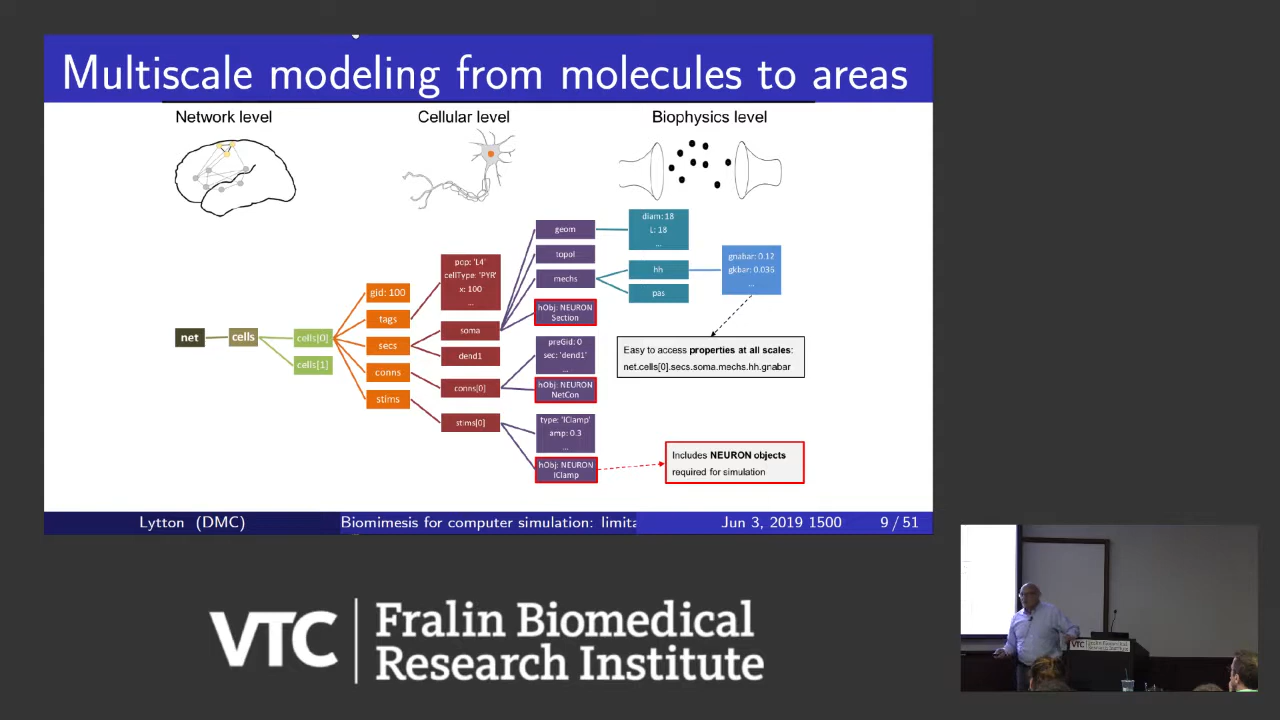 Multiscale modeling from molecules to areas
Network level
Cellular level
Biophysics level
geom
diam: 18
L: 18
...
topol
mechs
hh
pas
gnabar: 0.12
gkbar: 0.036
...
pop: 'L4'
cellType: 'PYR'
x: 100
...
gid: 100
tags
secs
conns
stims
net
cells
cells[0]
cells[1]
soma
dend1
conns[0]
stims[0]
hObj: NEURON
Section
preGid: 0
sec: 'dend1'
...
hObj: NEURON
NetCon
type: 'IClamp'
amp: 0.3
...
hObj: NEURON
IClamp
Easy to access properties at all scales:
net.cells[0].secs.soma.mechs.hh.gnabar
Includes NEURON objects
required for simulation
Lytton (DMC)
Biomimesis for computer simulation: limita
Jun 3, 2019 1500
9 / 51
VTC
Fralin Biomedical
Research Institute
VTC
Fralin Biomedical
Research Institute